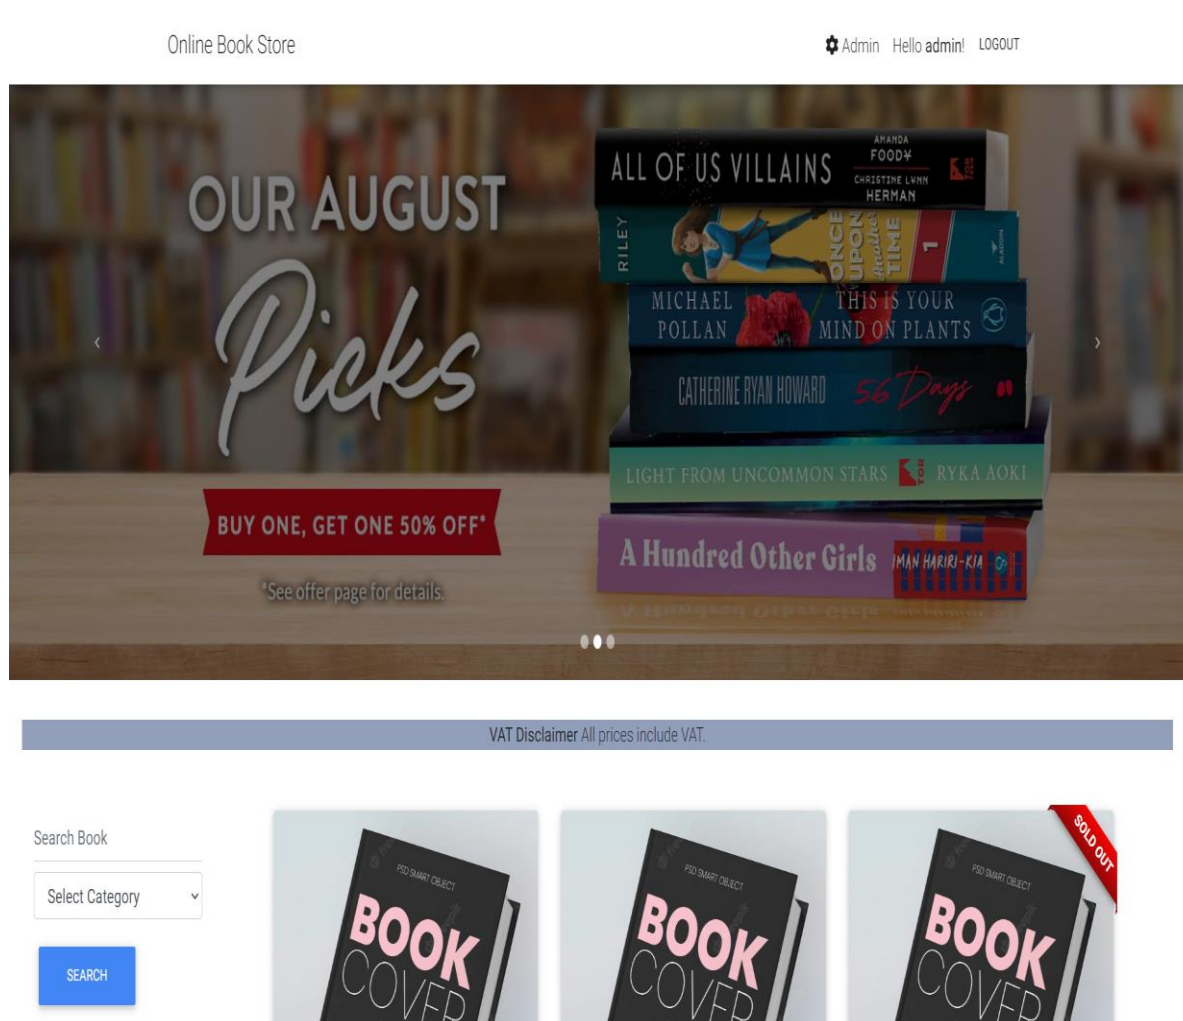 Online Book Store
Admin Hello admin! LOGOUT
OUR AUGUST
Picks
BUY ONE, GET ONE 50% OFF*
*See offer page for details.
ALL OF US VILLAINS
AMANDA
FOODY
CHRISTINE LYNN
HERMAN
TOR
RILEY
ONCE
UPON
Another
TIME
1
ALADDIN
MICHAEL
POLLAN
THIS IS YOUR
MIND ON PLANTS
CATHERINE RYAN HOWARD 56 Days
LIGHT FROM UNCOMMON STARS TOR RYKA AOKI
A Hundred Other Girls IMAN HARIRI-KIA
VAT Disclaimer All prices include VAT.
Search Book
Select Category
SEARCH
PSD SMART OBJECT
BOOK
COVER
PSD SMART OBJECT
BOOK
COVER
SOLD OUT
PSD SMART OBJECT
BOOK
COVER